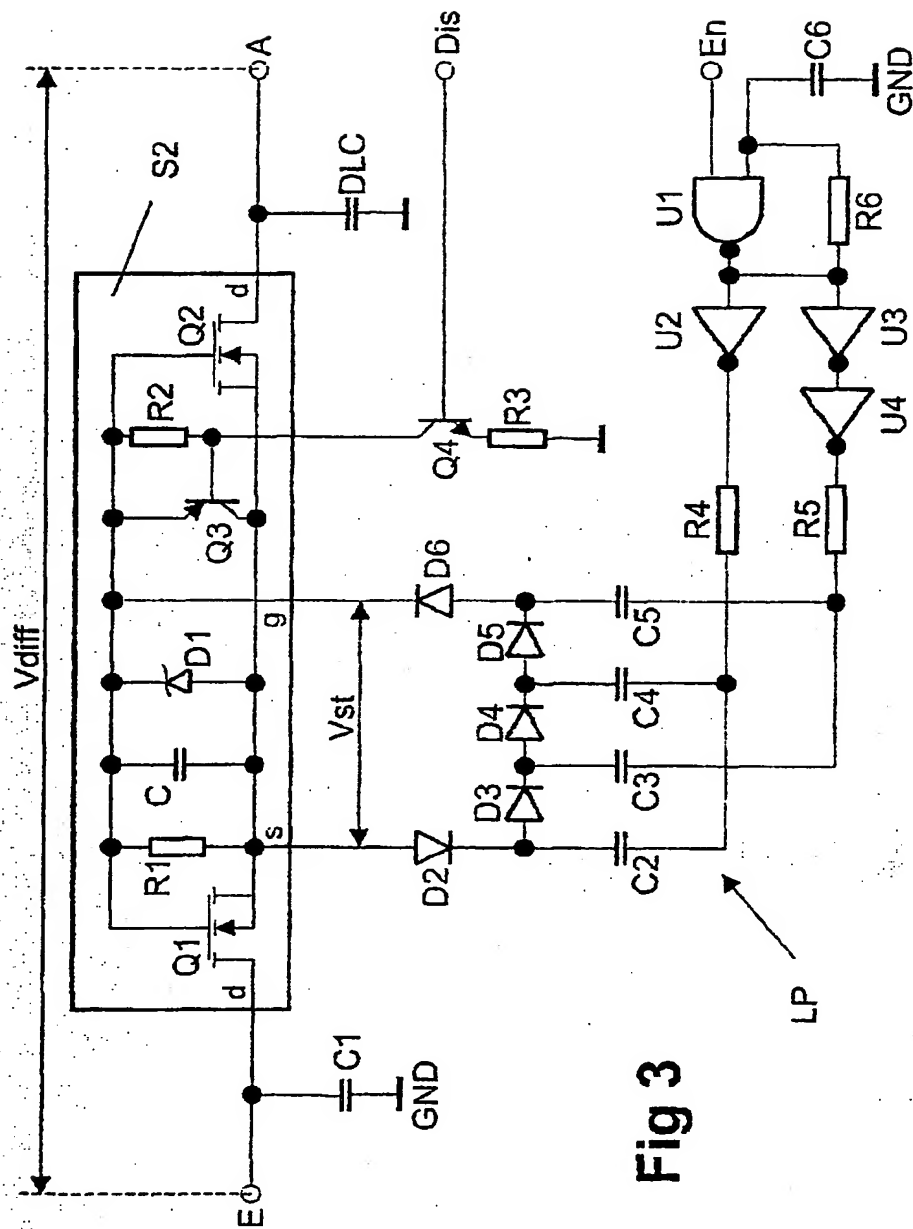 Vdiff
S2
E
A
d
Q1
R1
C
D1
Q3
R2
Q2
d
s
g
C1
GND
DLC
Vst
Dis
Q4
R3
D2
D3
D4
D5
D6
C2
C3
C4
C5
LP
R4
R5
U2
U4
U3
U1
R6
En
C6
GND
Fig 3